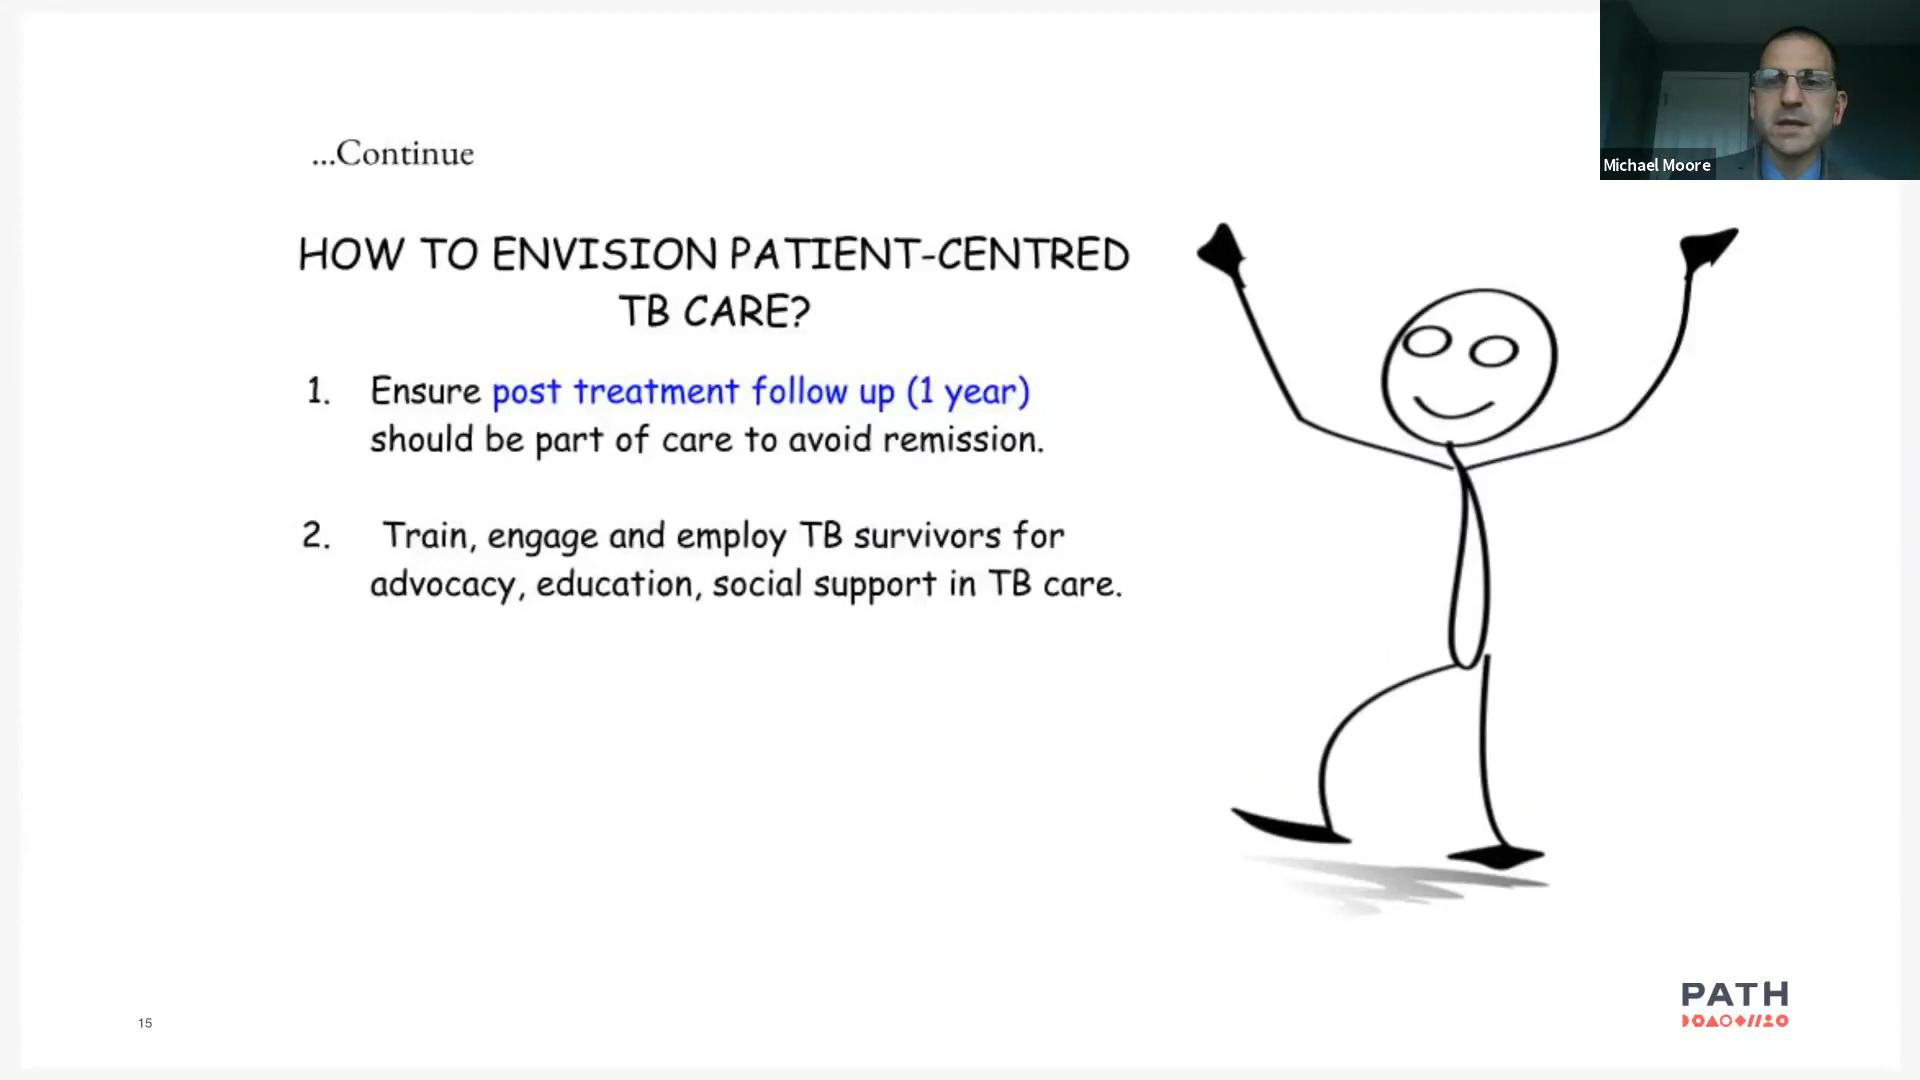 Michael Moore
...Continue
HOW TO ENVISION PATIENT-CENTRED
TB CARE?
1. Ensure post treatment follow up (1 year)
should be part of care to avoid remission.
2. Train, engage and employ TB survivors for
advocacy, education, social support in TB care.
15
PATH